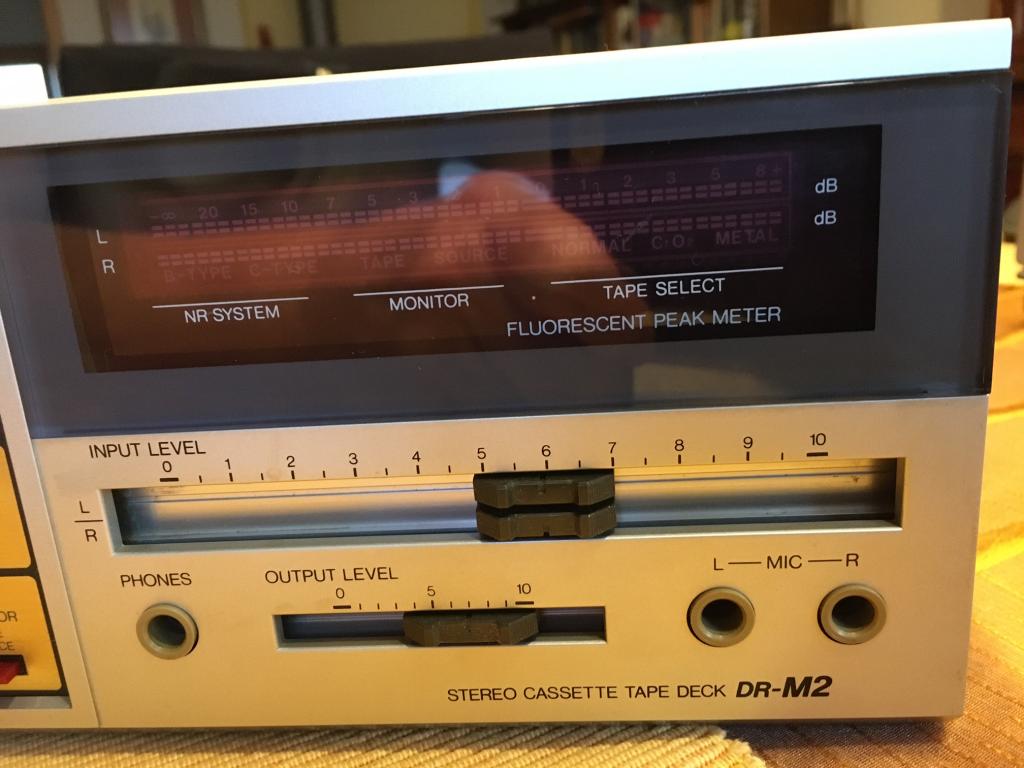 -∞ 20 15 10 7 5 3 1 0 1 2 3 5 8+ dB
L
dB
R
B-TYPE C-TYPE TAPE SOURCE NORMAL CrO₂ METAL
NR SYSTEM MONITOR TAPE SELECT
FLUORESCENT PEAK METER
INPUT LEVEL
0 1 2 3 4 5 6 7 8 9 10
L
R
PHONES OUTPUT LEVEL L MIC R
0 5 10
STEREO CASSETTE TAPE DECK DR-M2